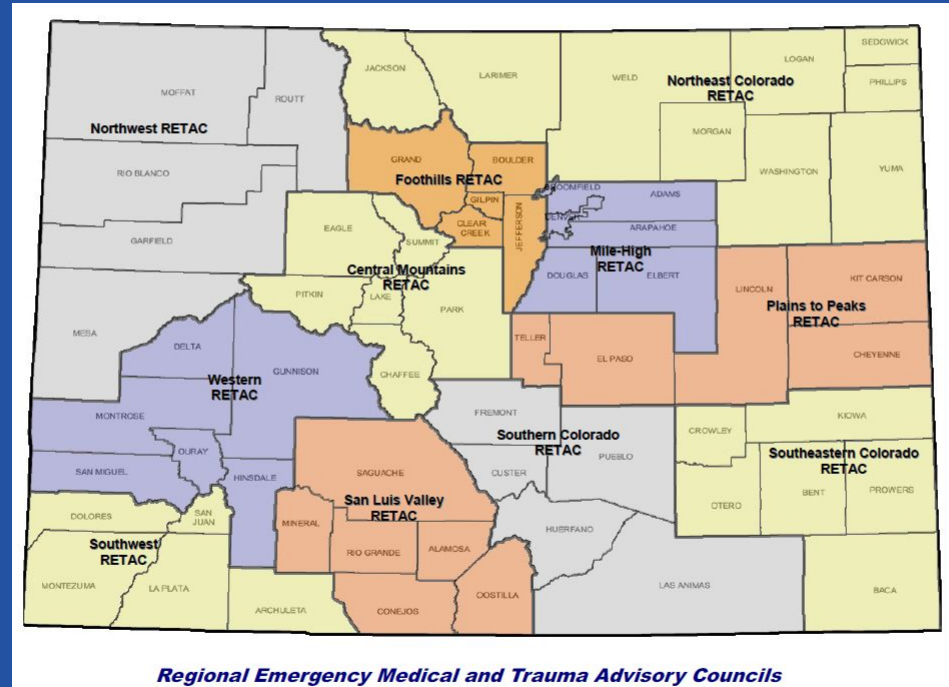 SEDGWICK
LOGAN
JACKSON
LARIMER
WELD
Northeast Colorado
RETAC
PHILLIPS
MOFFAT
ROUTT
Northwest RETAC
MORGAN
RIO BLANCO
GRAND
BOULDER
Foothills RETAC
WASHINGTON
YUMA
BROOMFIELD
ADAMS
GILPIN
CLEAR
CREEK
JEFFERSON
DENVER
ARAPAHOE
EAGLE
SUMMIT
GARFIELD
Mile-High
RETAC
Central Mountains
RETAC
DOUGLAS
ELBERT
PITKIN
LAKE
PARK
LINCOLN
KIT CARSON
Plains to Peaks
RETAC
MESA
DELTA
TELLER
EL PASO
CHEYENNE
GUNNISON
CHAFFEE
Western
RETAC
MONTROSE
FREMONT
KIOWA
CROWLEY
Southern Colorado
RETAC
OURAY
PUEBLO
Southeastern Colorado
RETAC
SAN MIGUEL
HINSDALE
SAGUACHE
CUSTER
BENT
PROWERS
San Luis Valley
RETAC
OTERO
DOLORES
SAN
JUAN
MINERAL
HUERFANO
Southwest
RETAC
RIO GRANDE
ALAMOSA
MONTEZUMA
LA PLATA
LAS ANIMAS
BACA
ARCHULETA
CONEJOS
COSTILLA
Regional Emergency Medical and Trauma Advisory Councils